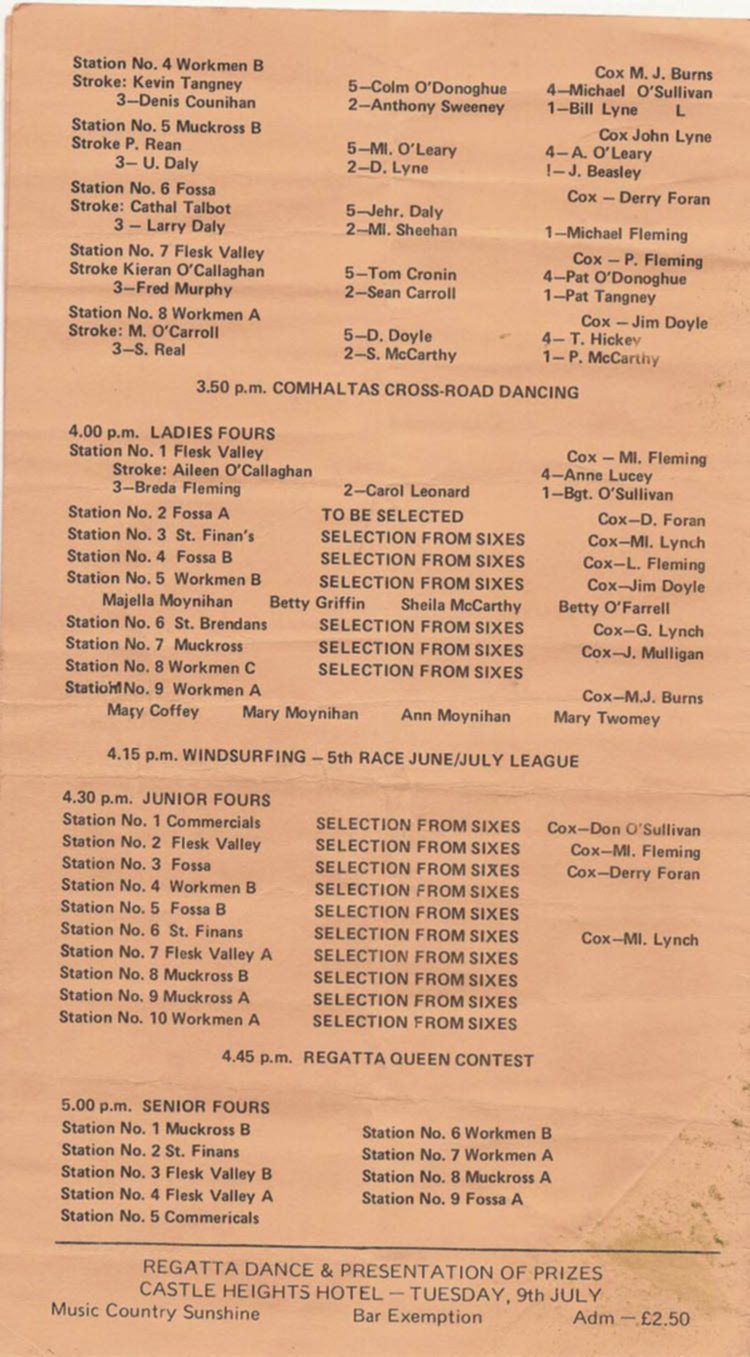 Station No. 4 Workmen B Cox M. J. Burns
Stroke: Kevin Tangney 5—Colm O'Donoghue 4—Michael O'Sullivan
3—Denis Counihan 2—Anthony Sweeney 1—Bill Lyne L
Station No. 5 Muckross B Cox John Lyne
Stroke P. Rean 5—Ml. O'Leary 4—A. O'Leary
3— U. Daly 2—D. Lyne !—J. Beasley
Station No. 6 Fossa Cox — Derry Foran
Stroke: Cathal Talbot 5—Jehr. Daly
3 — Larry Daly 2—Ml. Sheehan 1—Michael Fleming
Station No. 7 Flesk Valley Cox — P. Fleming
Stroke Kieran O'Callaghan 5—Tom Cronin 4—Pat O'Donoghue
3—Fred Murphy 2—Sean Carroll 1—Pat Tangney
Station No. 8 Workmen A Cox — Jim Doyle
Stroke: M. O'Carroll 5—D. Doyle 4— T. Hickey
3—S. Real 2—S. McCarthy 1— P. McCarthy
3.50 p.m. COMHALTAS CROSS-ROAD DANCING
4.00 p.m. LADIES FOURS
Station No. 1 Flesk Valley Cox — Ml. Fleming
Stroke: Aileen O'Callaghan 4—Anne Lucey
3—Breda Fleming 2—Carol Leonard 1—Bgt. O'Sullivan
Station No. 2 Fossa A TO BE SELECTED Cox—D. Foran
Station No. 3 St. Finan's SELECTION FROM SIXES Cox—Ml. Lynch
Station No. 4 Fossa B SELECTION FROM SIXES Cox—L. Fleming
Station No. 5 Workmen B SELECTION FROM SIXES Cox—Jim Doyle
Majella Moynihan Betty Griffin Sheila McCarthy Betty O'Farrell
Station No. 6 St. Brendans SELECTION FROM SIXES Cox—G. Lynch
Station No. 7 Muckross SELECTION FROM SIXES Cox—J. Mulligan
Station No. 8 Workmen C SELECTION FROM SIXES
Station No. 9 Workmen A Cox—M.J. Burns
Mary Coffey Mary Moynihan Ann Moynihan Mary Twomey
4.15 p.m. WINDSURFING — 5th RACE JUNE/JULY LEAGUE
4.30 p.m. JUNIOR FOURS
Station No. 1 Commercials SELECTION FROM SIXES Cox—Don O'Sullivan
Station No. 2 Flesk Valley SELECTION FROM SIXES Cox—Ml. Fleming
Station No. 3 Fossa SELECTION FROM SIXES Cox—Derry Foran
Station No. 4 Workmen B SELECTION FROM SIXES
Station No. 5 Fossa B SELECTION FROM SIXES
Station No. 6 St. Finans SELECTION FROM SIXES Cox—Ml. Lynch
Station No. 7 Flesk Valley A SELECTION FROM SIXES
Station No. 8 Muckross B SELECTION FROM SIXES
Station No. 9 Muckross A SELECTION FROM SIXES
Station No. 10 Workmen A SELECTION FROM SIXES
4.45 p.m. REGATTA QUEEN CONTEST
5.00 p.m. SENIOR FOURS
Station No. 1 Muckross B Station No. 6 Workmen B
Station No. 2 St. Finans Station No. 7 Workmen A
Station No. 3 Flesk Valley B Station No. 8 Muckross A
Station No. 4 Flesk Valley A Station No. 9 Fossa A
Station No. 5 Commericals
REGATTA DANCE & PRESENTATION OF PRIZES
CASTLE HEIGHTS HOTEL — TUESDAY, 9th JULY
Music Country Sunshine Bar Exemption Adm — £2.50